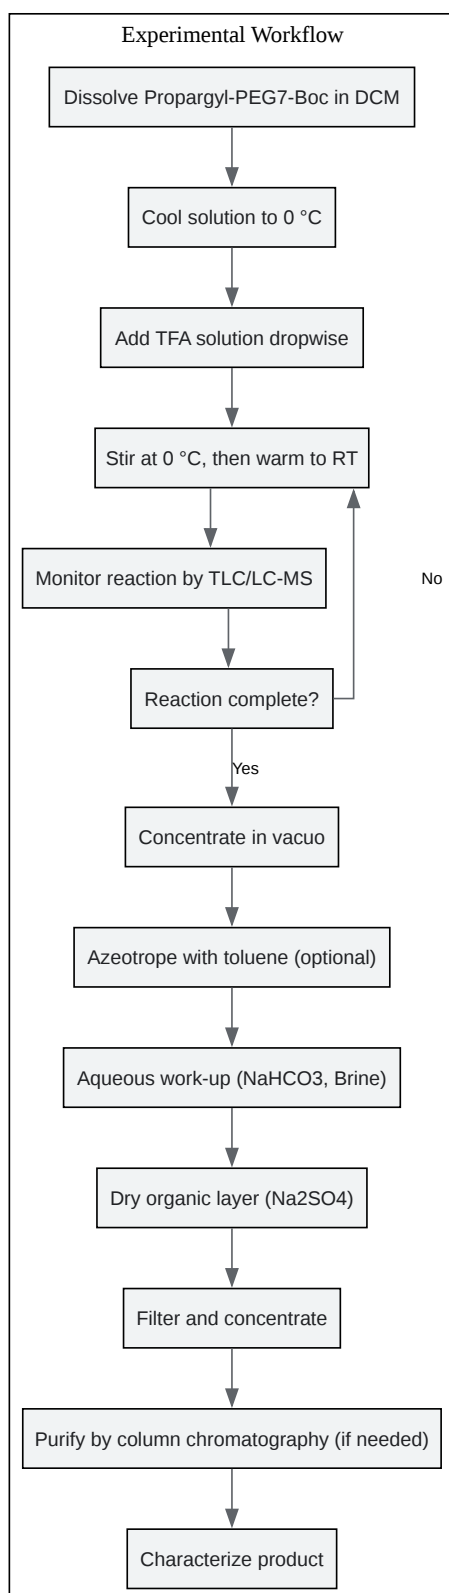 Experimental Workflow
Dissolve Propargyl-PEG7-Boc in DCM
Cool solution to 0 °C
Add TFA solution dropwise
Stir at 0 °C, then warm to RT
Monitor reaction by TLC/LC-MS
No
Reaction complete?
Yes
Concentrate in vacuo
Azeotrope with toluene (optional)
Aqueous work-up (NaHCO3, Brine)
Dry organic layer (Na2SO4)
Filter and concentrate
Purify by column chromatography (if needed)
Characterize product